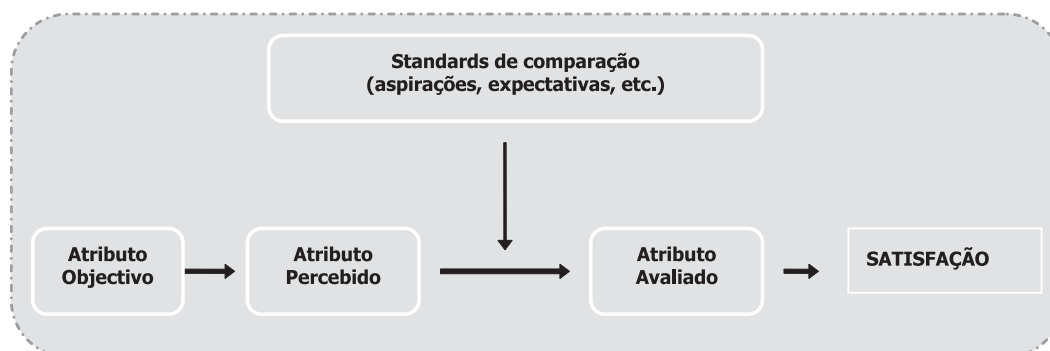 Standards de comparação
(aspirações, expectativas, etc.)
Atributo
Objectivo
Atributo
Percebido
Atributo
Avaliado
SATISFAÇÃO